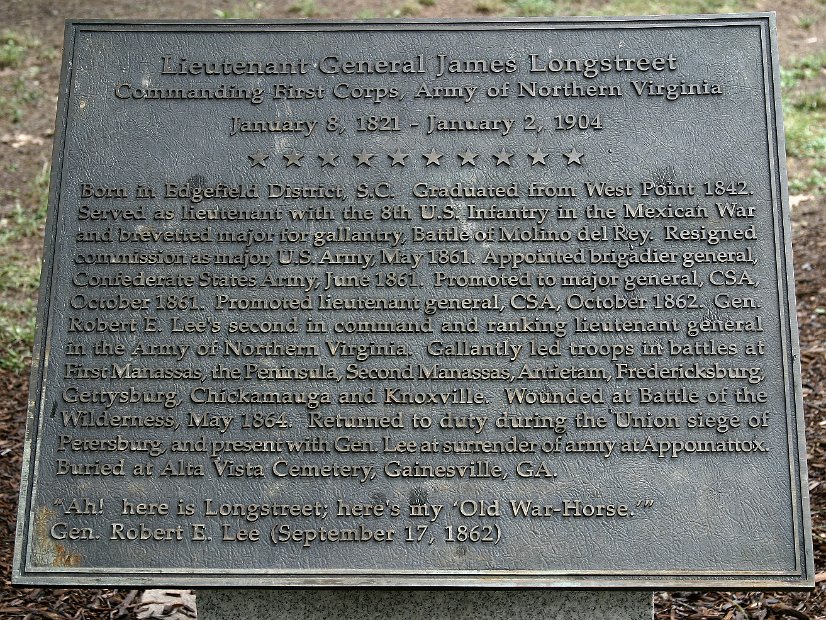 Lieutenant General James Longstreet
Commanding First Corps, Army of Northern Virginia
January 8, 1821 - January 2, 1904
Born in Edgefield District, S.C. Graduated from West Point 1842.
Served as lieutenant with the 8th U.S. Infantry in the Mexican War
and brevetted major for gallantry, Battle of Molino del Rey. Resigned
commission as major, U.S. Army, May 1861. Appointed brigadier general,
Confederate States Army, June 1861. Promoted to major general, CSA,
October 1861. Promoted lieutenant general, CSA, October 1862. Gen.
Robert E. Lee's second in command and ranking lieutenant general
in the Army of Northern Virginia. Gallantly led troops in battles at
First Manassas, the Peninsula, Second Manassas, Antietam, Fredericksburg,
Gettysburg, Chickamauga and Knoxville. Wounded at Battle of the
Wilderness, May 1864. Returned to duty during the Union siege of
Petersburg, and present with Gen. Lee at surrender of army at Appomattox.
Buried at Alta Vista Cemetery, Gainesville, GA.
"Ah! here is Longstreet; here's my 'Old War-Horse.'"
Gen. Robert E. Lee (September 17, 1862)